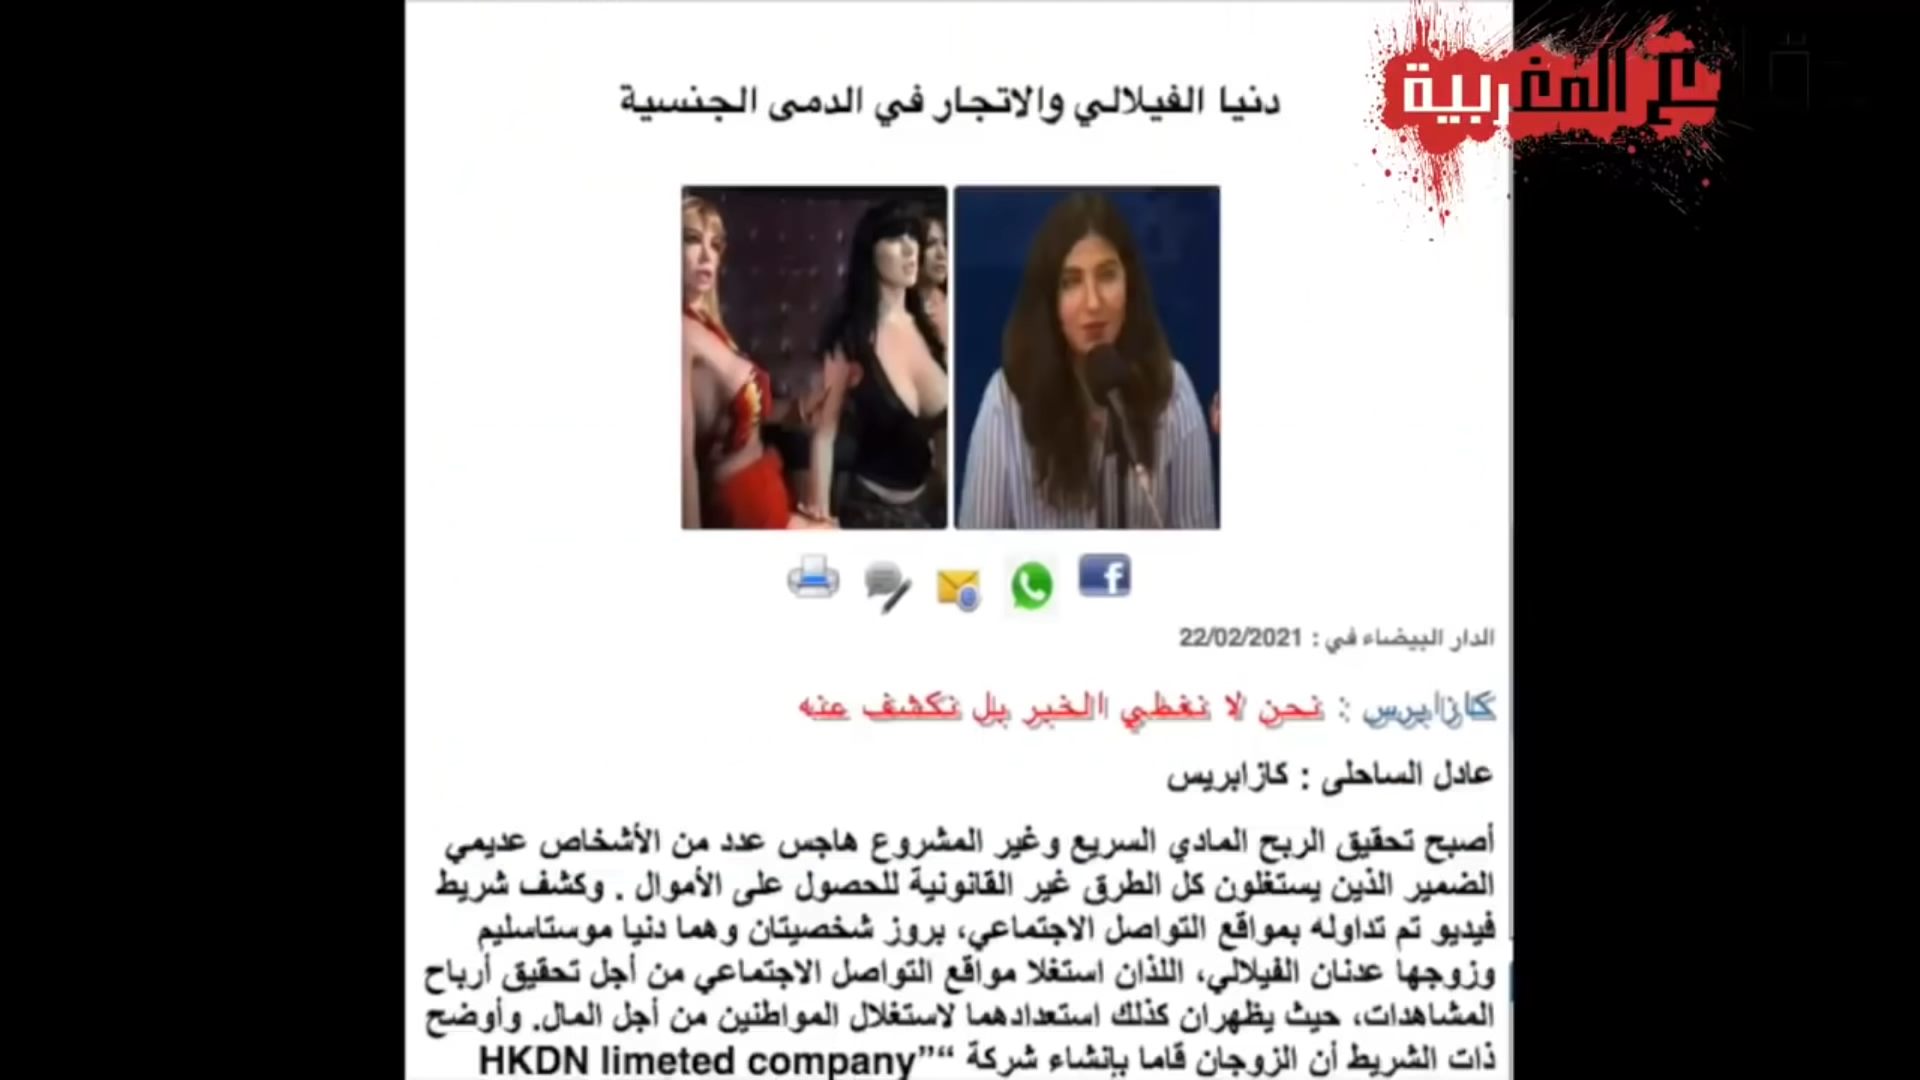 المغربية
دنيا الفيلالي والاتجار في الدمى الجنسية
الدار البيضاء في : 22/02/2021
كازابرس : نحن لا نغطي الخبر بل نكشف عنه
عادل الساحلى : كازابريس
أصبح تحقيق الربح المادي السريع وغير المشروع هاجس عدد من الأشخاص عديمي
الضمير الذين يستغلون كل الطرق غير القانونية للحصول على الأموال . وكشف شريط
فيديو تم تداوله بمواقع التواصل الاجتماعي، بروز شخصيتان وهما دنيا موستاسليم
وزوجها عدنان الفيلالي، اللذان استغلا مواقع التواصل الاجتماعي من أجل تحقيق أرباح
المشاهدات، حيث يظهران كذلك استعدادهما لاستغلال المواطنين من أجل المال. وأوضح
ذات الشريط أن الزوجان قاما بإنشاء شركة “”HKDN limeted company